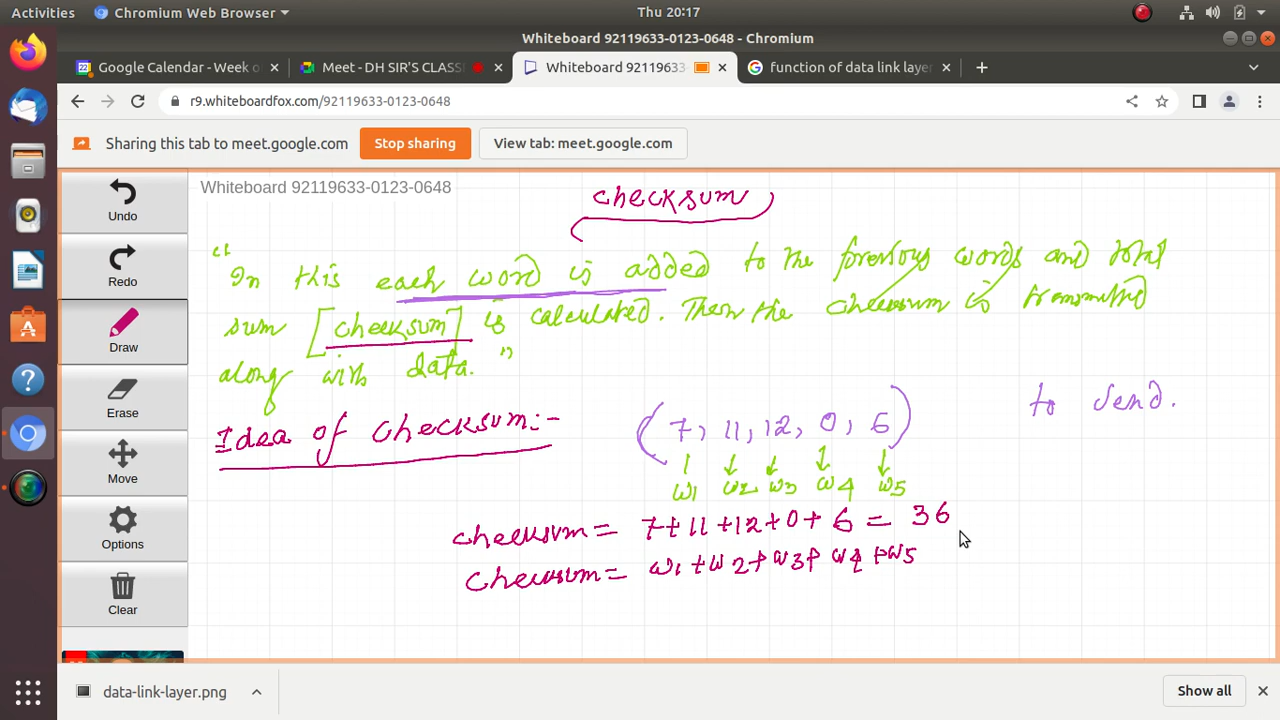 Activities Chromium Web Browser Thu 20:17
Whiteboard 92119633-0123-0648 - Chromium
Google Calendar - Week o Meet - DH SIR'S CLASS Whiteboard 92119633 function of data link layer
r9.whiteboardfox.com/92119633-0123-0648
Sharing this tab to meet.google.com Stop sharing View tab: meet.google.com
Whiteboard 92119633-0123-0648
Undo
Redo
Draw
Erase
Move
Options
Clear
checksum
" In this each word is added to the words and total
sum [checksum] is calculated. Then the checksum is transmitted
along with data. "
Idea of checksum:- (7, 11, 12, 0, 6) to send.
w1 w2 w3 w4 w5
checksum = 7+11+12+0+6 = 36
checksum = w1+w2+w3+w4+w5
data-link-layer.png Show all